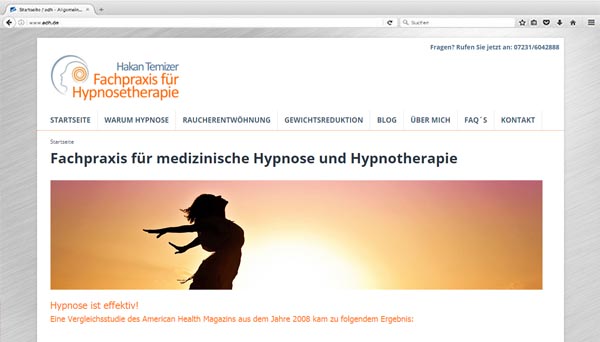 Startseite / adh - Allgemein...
www.adh.de
Suchen
Fragen? Rufen Sie jetzt an: 07231/6042888
Hakan Temizer
Fachpraxis für
Hypnosetherapie
STARTSEITE WARUM HYPNOSE RAUCHERENTWÖHNUNG GEWICHTSREDUKTION BLOG ÜBER MICH FAQ´S KONTAKT
Startseite
Fachpraxis für medizinische Hypnose und Hypnotherapie
Hypnose ist effektiv!
Eine Vergleichsstudie des American Health Magazins aus dem Jahre 2008 kam zu folgendem Ergebnis: